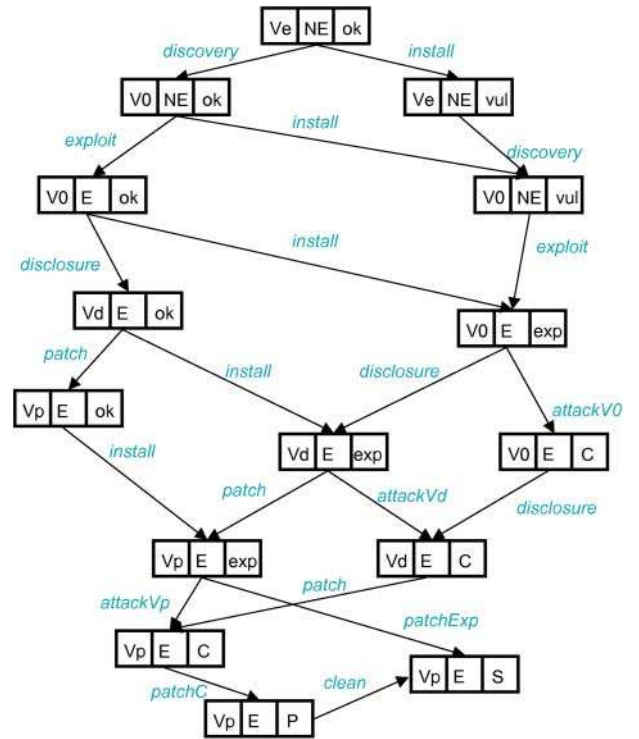 Ve NE ok
discovery install
V0 NE ok Ve NE vul
install
exploit discovery
V0 E ok V0 NE vul
install
disclosure exploit
Vd E ok V0 E exp
patch install disclosure
attackV0
Vp E ok
install Vd E exp V0 E C
patch attackVd disclosure
Vp E exp Vd E C
attackVp patch patchExp
Vp E C Vp E S
patchC clean
Vp E P